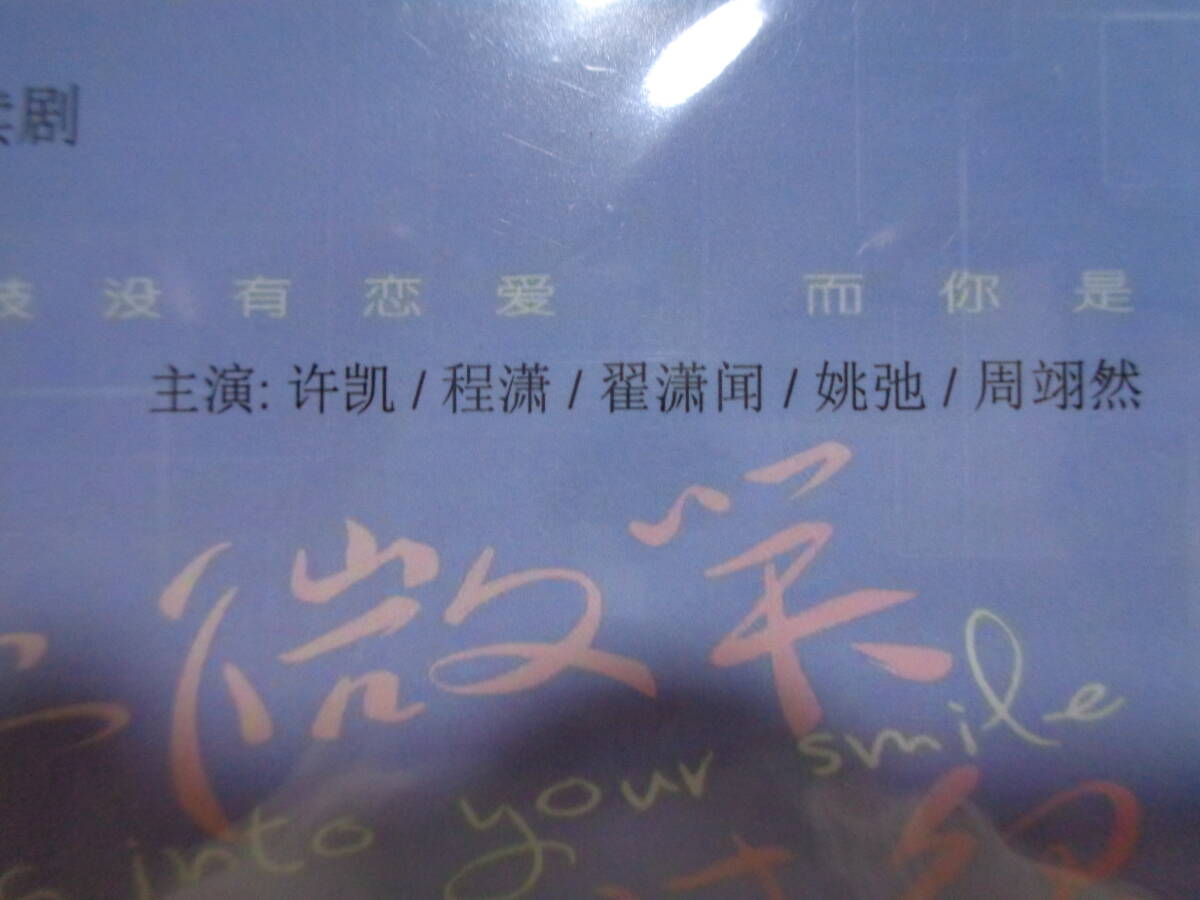 剧
没有恋爱 而你是
主演: 许凯 / 程潇 / 翟潇闻 / 姚弛 / 周翊然
微笑
into your smile